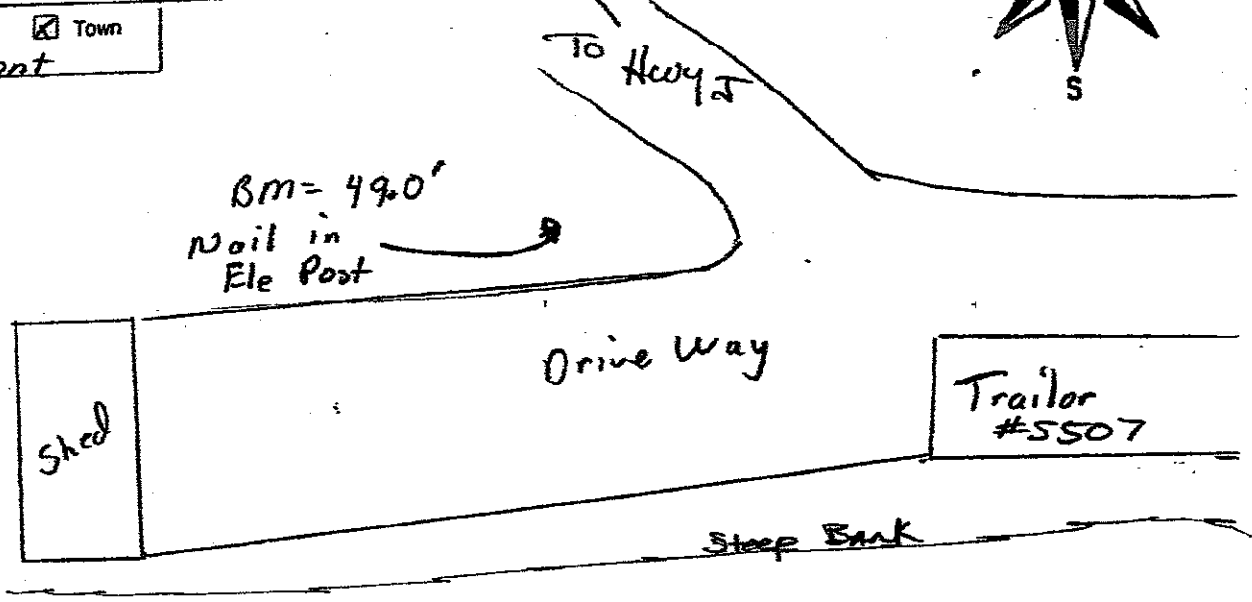 Town
To
Hwy J
S
BM= 49.0'
Nail in
Ele Post
Drive Way
Shed
Trailor
#5507
Steep Bank